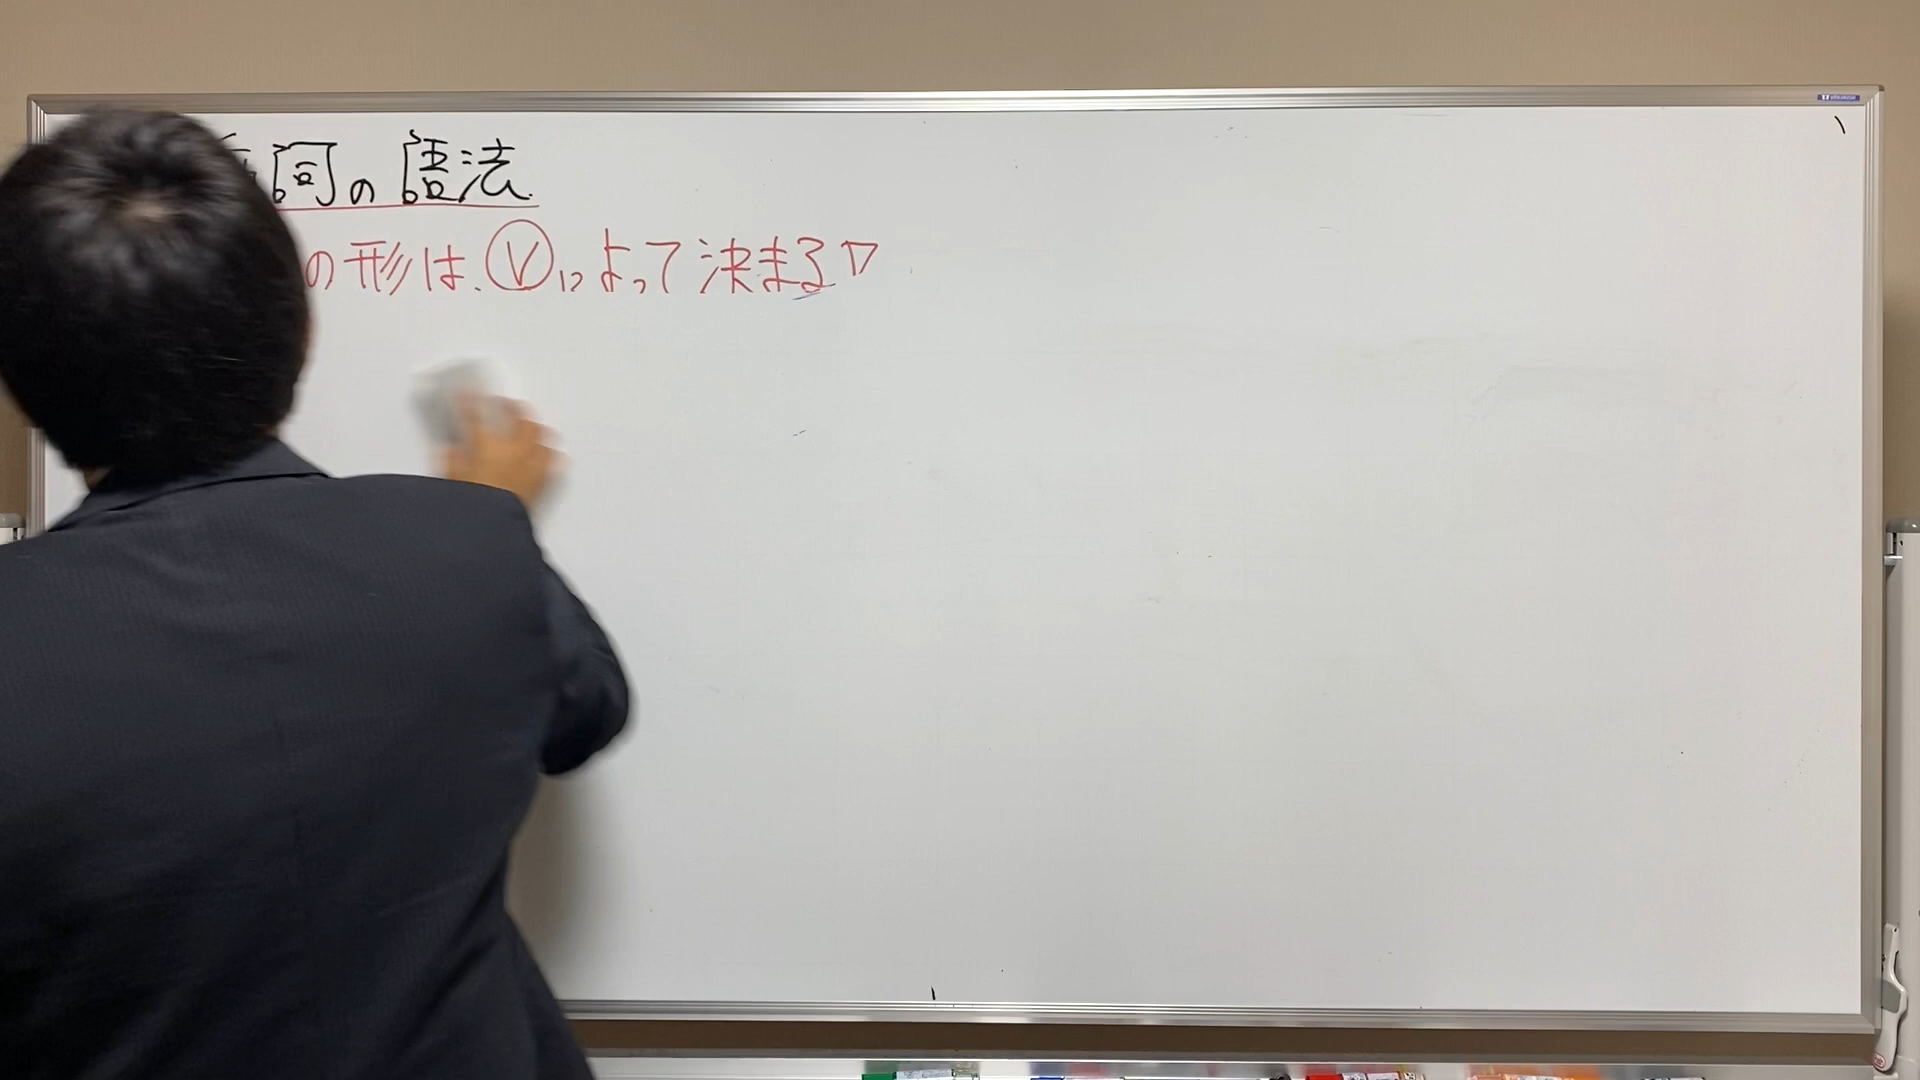 詞の語法
の形は、Ⓥによって決まる▽